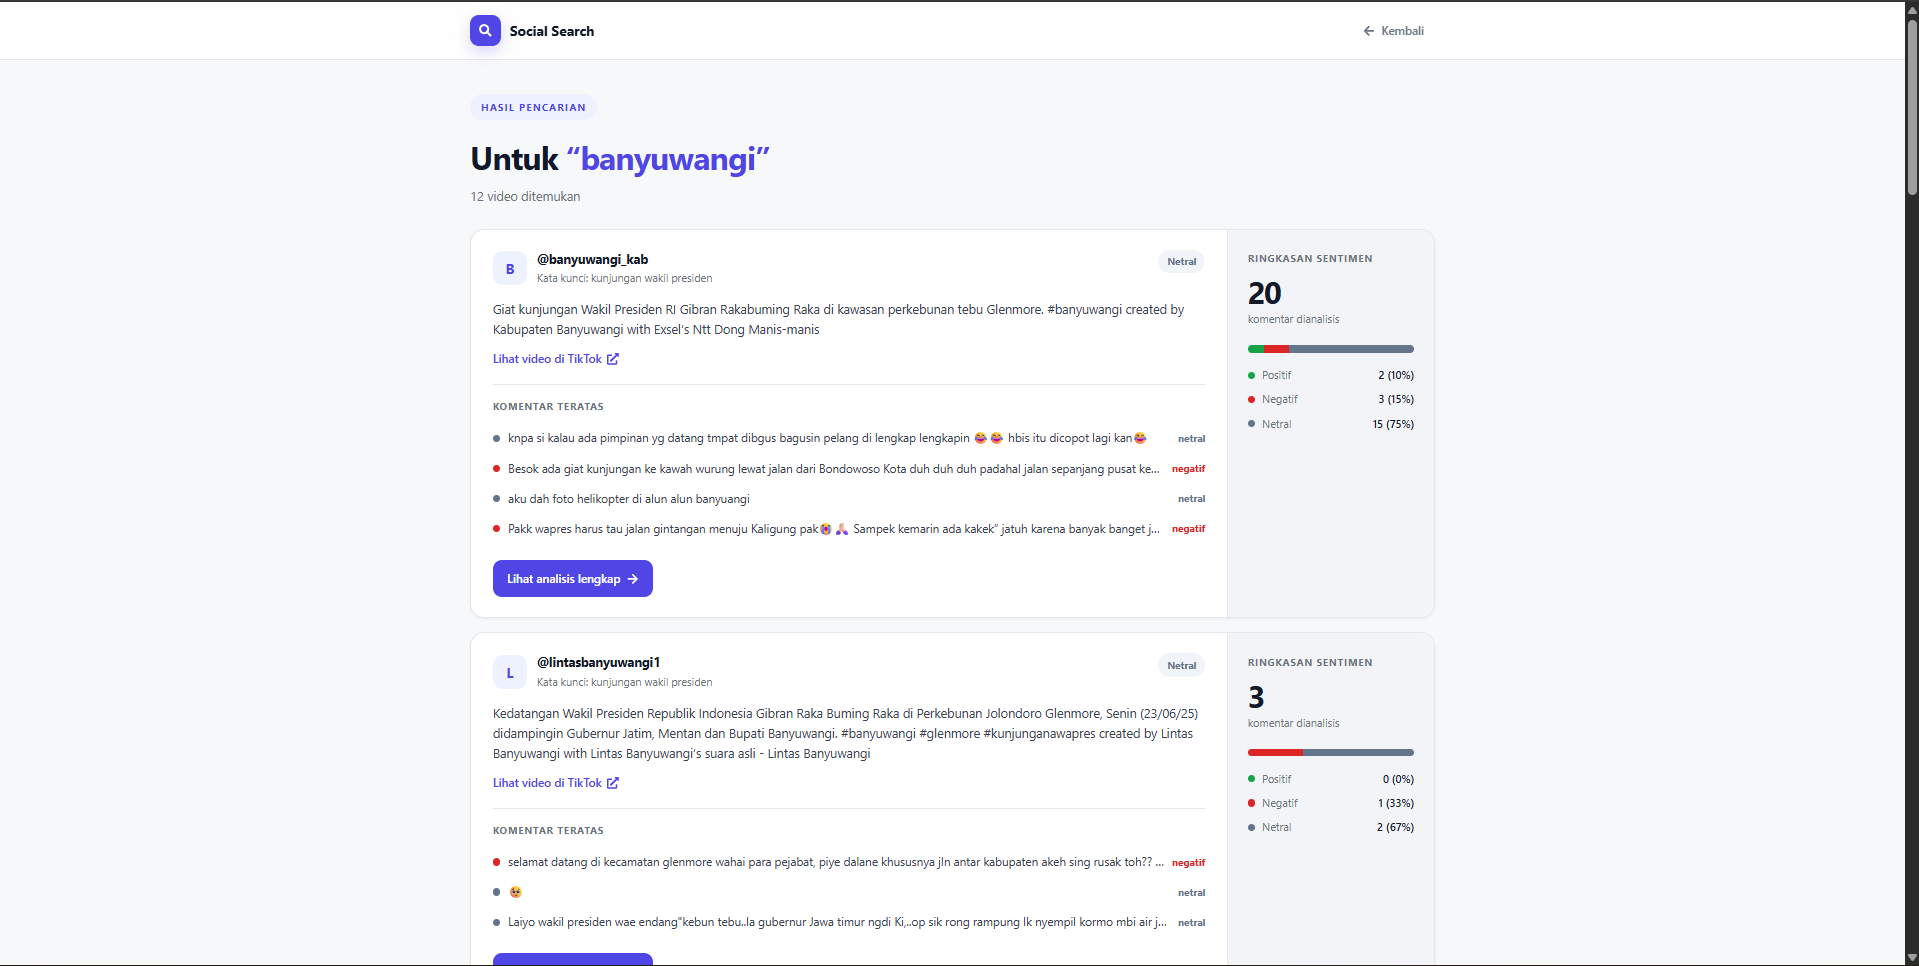 Social Search
Kembali
HASIL PENCARIAN
Untuk “banyuwangi”
12 video ditemukan
B
@banyuwangi_kab
Kata kunci: kunjungan wakil presiden
Netral
Giat kunjungan Wakil Presiden RI Gibran Rakabuming Raka di kawasan perkebunan tebu Glenmore. #banyuwangi created by
Kabupaten Banyuwangi with Exsel's Ntt Dong Manis-manis
Lihat video di TikTok
KOMENTAR TERATAS
knpa si kalau ada pimpinan yg datang tmpat dibgus bagusin pelang di lengkap lengkapin 😂😂 hbis itu dicopot lagi kan😂
netral
Besok ada giat kunjungan ke kawah wurung lewat jalan dari Bondowoso Kota duh duh duh padahal jalan sepanjang pusat ke...
negatif
aku dah foto helikopter di alun alun banyuangi
netral
Pakk wapres harus tau jalan gintangan menuju Kaligung pak😭🙏🏻 Sampek kemarin ada kakek” jatuh karena banyak banget j...
negatif
Lihat analisis lengkap
RINGKASAN SENTIMEN
20
komentar dianalisis
Positif 2 (10%)
Negatif 3 (15%)
Netral 15 (75%)
L
@lintasbanyuwangi1
Kata kunci: kunjungan wakil presiden
Netral
Kedatangan Wakil Presiden Republik Indonesia Gibran Raka Buming Raka di Perkebunan Jolondoro Glenmore, Senin (23/06/25)
didampingin Gubernur Jatim, Mentan dan Bupati Banyuwangi. #banyuwangi #glenmore #kunjunganawapres created by Lintas
Banyuwangi with Lintas Banyuwangi's suara asli - Lintas Banyuwangi
Lihat video di TikTok
KOMENTAR TERATAS
selamat datang di kecamatan glenmore wahai para pejabat, piye dalane khususnya jln antar kabupaten akeh sing rusak toh?? ...
negatif
🥹
netral
Laiyo wakil presiden wae endang"kebun tebu..la gubernur Jawa timur ngdi Ki,..op sik rong rampung lk nyempil kormo mbi air j...
netral
RINGKASAN SENTIMEN
3
komentar dianalisis
Positif 0 (0%)
Negatif 1 (33%)
Netral 2 (67%)